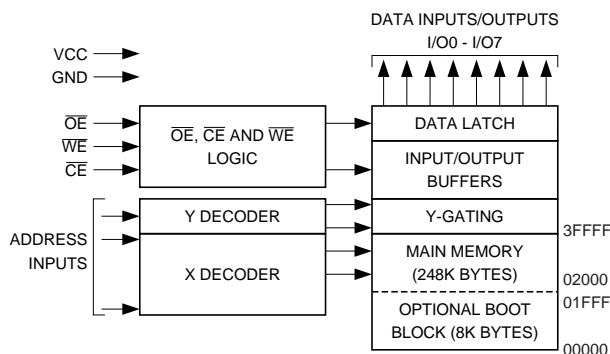 DATA INPUTS/OUTPUTS
I/O0 - I/O7
VCC
GND
OE
WE
CE
OE, CE AND WE
LOGIC
DATA LATCH
INPUT/OUTPUT
BUFFERS
ADDRESS
INPUTS
Y DECODER
X DECODER
Y-GATING
MAIN MEMORY
(248K BYTES)
OPTIONAL BOOT
BLOCK (8K BYTES)
3FFFF
02000
01FFF
00000